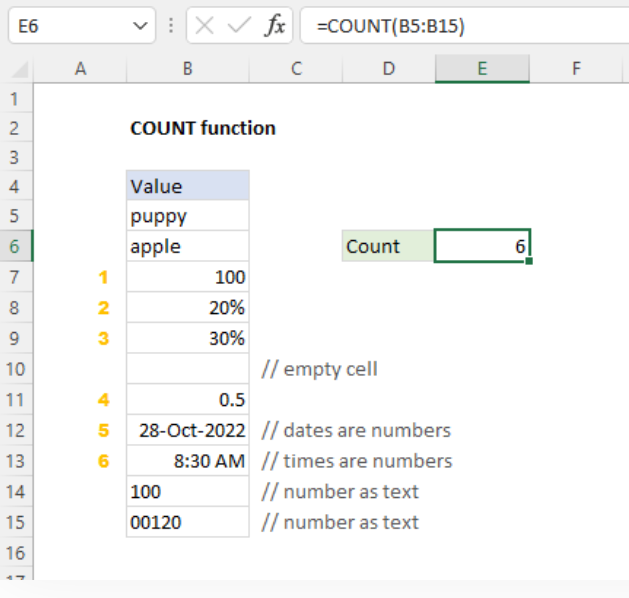 E6 fx =COUNT(B5:B15)
A B C D E F
1
2 COUNT function
3
4 Value
5 puppy
6 apple Count 6
7 1 100
8 2 20%
9 3 30%
10 // empty cell
11 4 0.5
12 5 28-Oct-2022 // dates are numbers
13 6 8:30 AM // times are numbers
14 100 // number as text
15 00120 // number as text
16